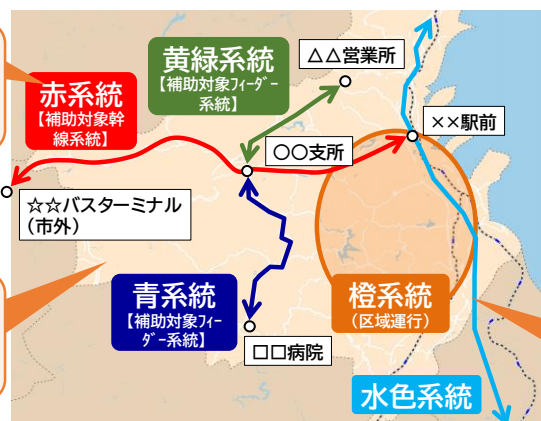 黄緑系統
【補助対象フィーダー
系統】
△△営業所
赤系統
【補助対象幹
線系統】
××駅前
〇〇支所
☆☆バスターミナル
（市外）
青系統
【補助対象フィー
ダー系統】
橙系統
（区域運行）
□□病院
水色系統